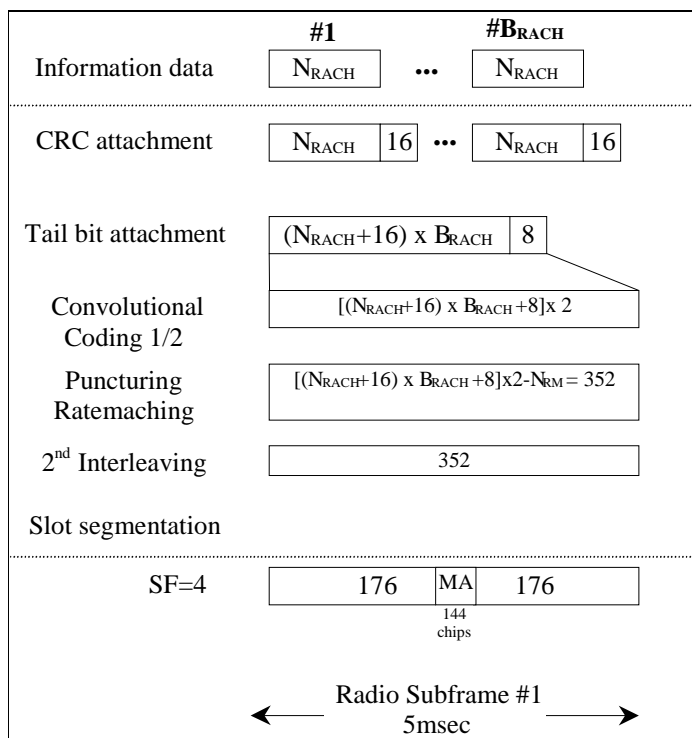 #1 #BRACH
Information data NRACH ... NRACH
CRC attachment NRACH 16 ... NRACH 16
Tail bit attachment (NRACH+16) x BRACH 8
Convolutional
Coding 1/2
[(NRACH+16) x BRACH+8]x 2
Puncturing
Ratemaching
[(NRACH+16) x BRACH+8]x2-NRM = 352
2nd Interleaving 352
Slot segmentation
SF=4 176 MA 176
144
chips
Radio Subframe #1
5msec